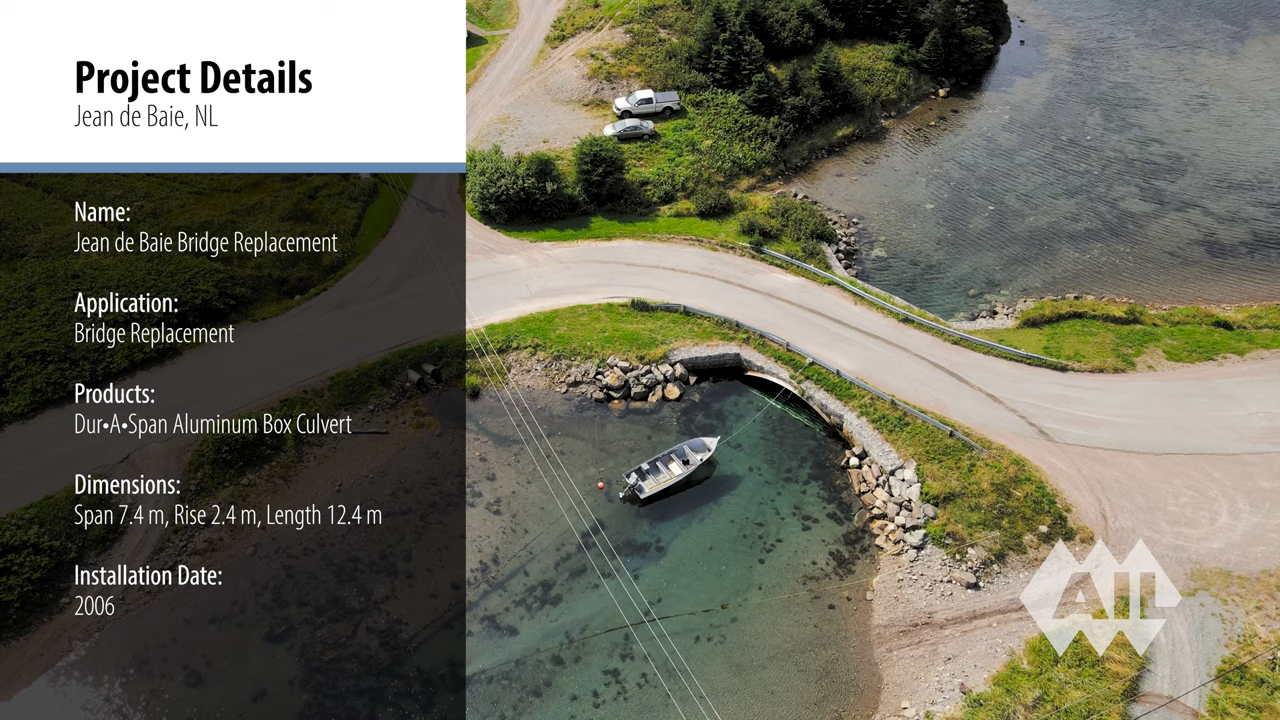 Project Details
Jean de Baie, NL
Name:
Jean de Baie Bridge Replacement
Application:
Bridge Replacement
Products:
Dur•A•Span Aluminum Box Culvert
Dimensions:
Span 7.4 m, Rise 2.4 m, Length 12.4 m
Installation Date:
2006
AIL